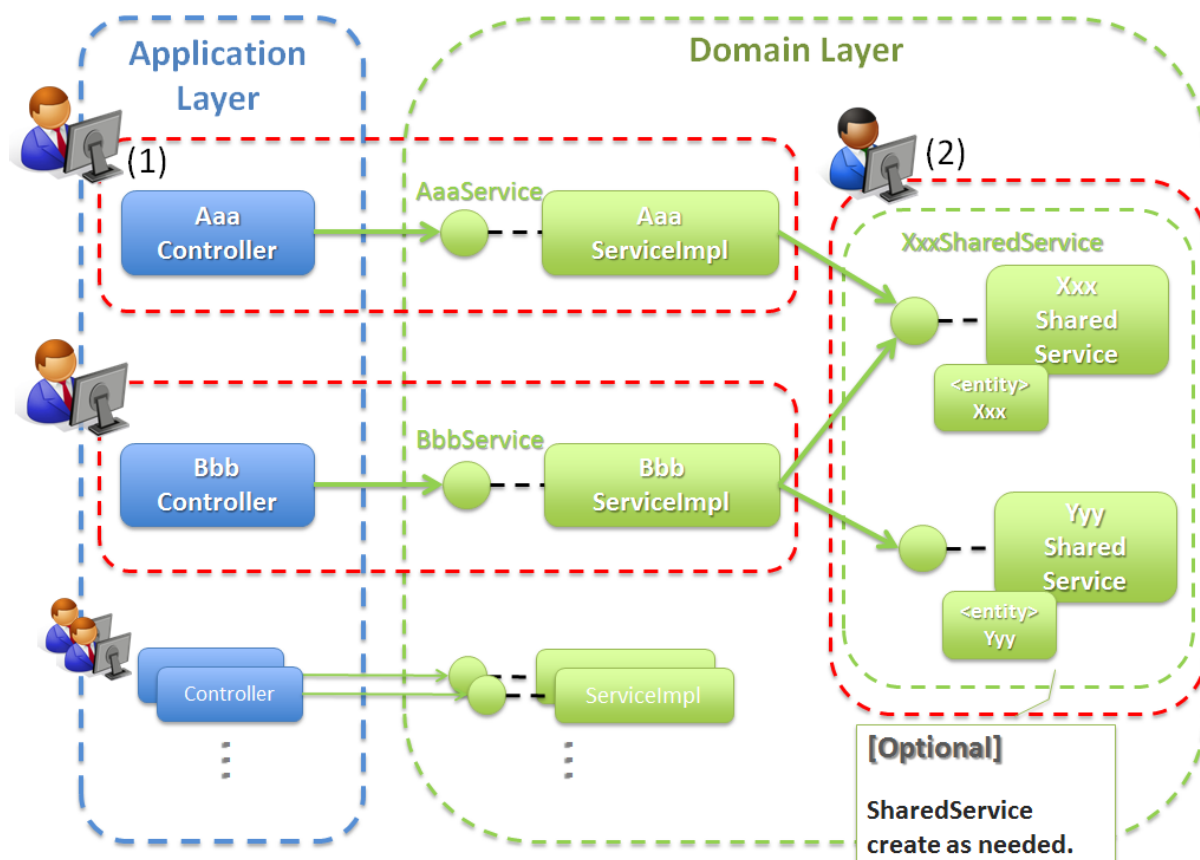 Application
Layer
Domain Layer
(1)
(2)
Aaa
Controller
AaaService
Aaa
ServiceImpl
XxxSharedService
Xxx
Shared
Service
<entity>
Xxx
Bbb
Controller
BbbService
Bbb
ServiceImpl
Yyy
Shared
Service
<entity>
Yyy
Controller
ServiceImpl
[Optional]
SharedService
create as needed.